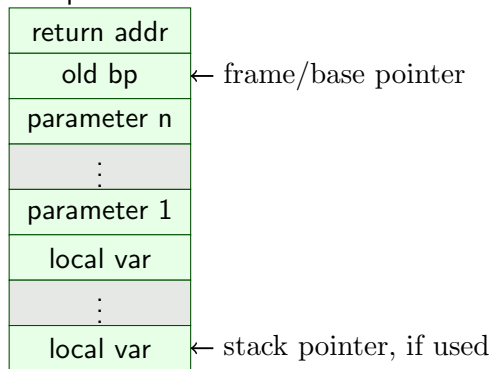 return addr
old bp ← frame/base pointer
parameter n
⋮
parameter 1
local var
⋮
local var ← stack pointer, if used